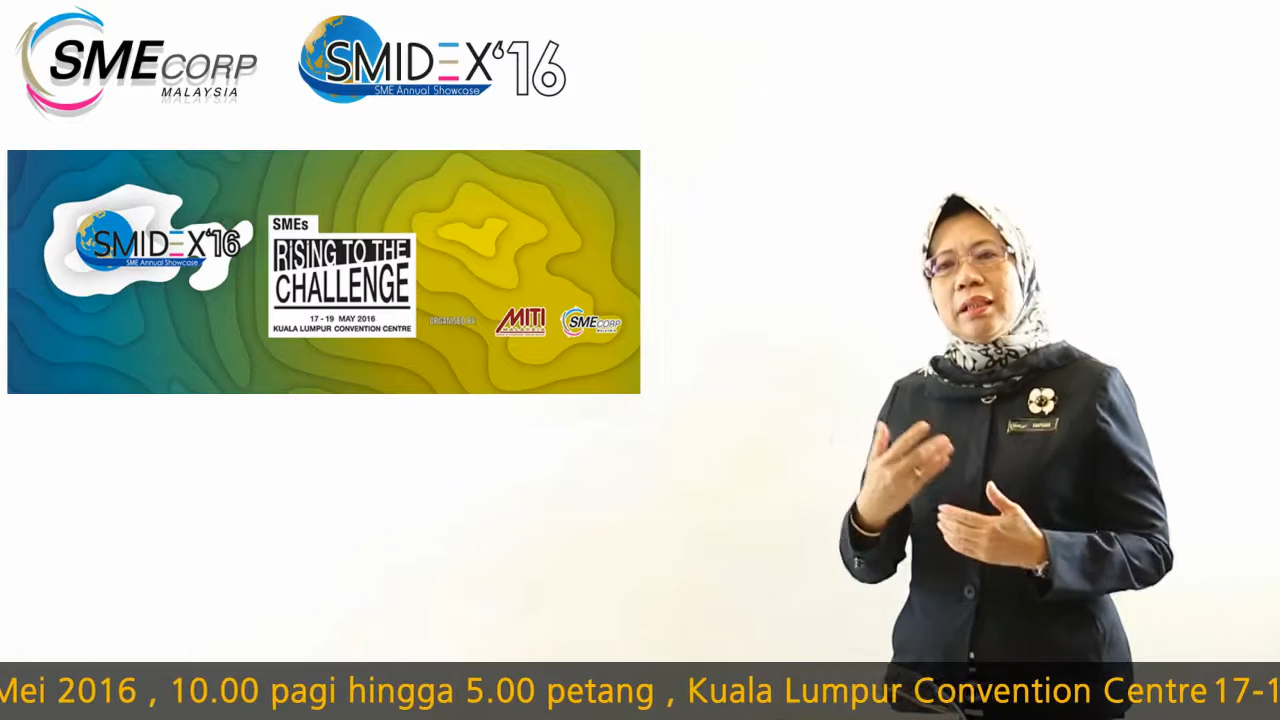 SME CORP
MALAYSIA
SMIDEX'16
SME Annual Showcase
SMIDEX'16
SME Annual Showcase
SMEs
RISING TO THE
CHALLENGE
17 - 19 MAY 2016
KUALA LUMPUR CONVENTION CENTRE
ORGANISED BY
MITI
MALAYSIA
SME CORP
MALAYSIA
Mei 2016 , 10.00 pagi hingga 5.00 petang , Kuala Lumpur Convention Centre 17-1